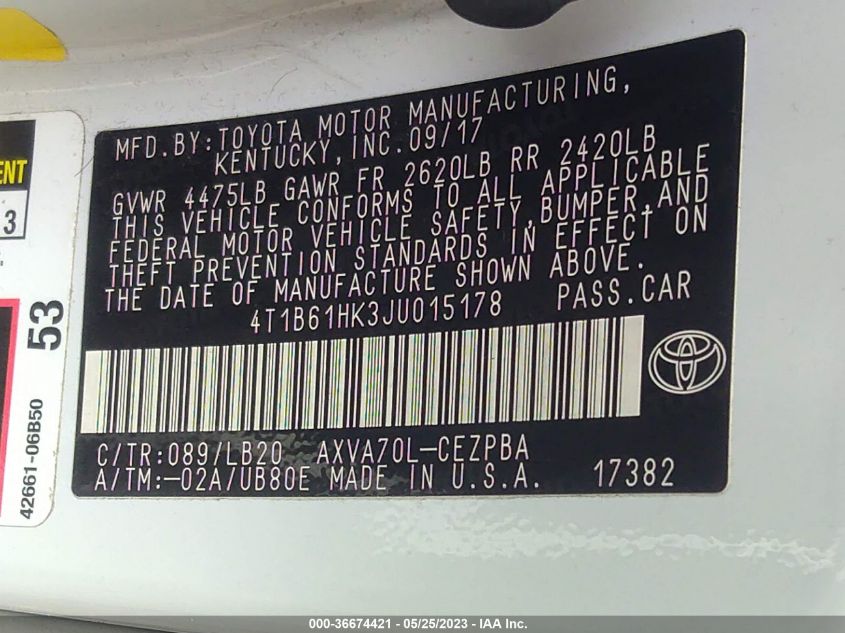 MFD.BY:TOYOTA MOTOR MANUFACTURING,
KENTUCKY, INC. 09/17
GVWR 4475LB GAWR FR 2620LB RR 2420LB
THIS VEHICLE CONFORMS TO ALL APPLICABLE
FEDERAL MOTOR VEHICLE SAFETY, BUMPER, AND
THEFT PREVENTION STANDARDS IN EFFECT ON
THE DATE OF MANUFACTURE SHOWN ABOVE.
4T1B61HK3JU015178 PASS.CAR
C/TR:089/LB20 AXVA70L-CEZPBA
A/TM:-02A/UB80E MADE IN U.S.A. 17382
ENT
3
53
42661-06B50
000-36674421 - 05/25/2023 - IAA Inc.